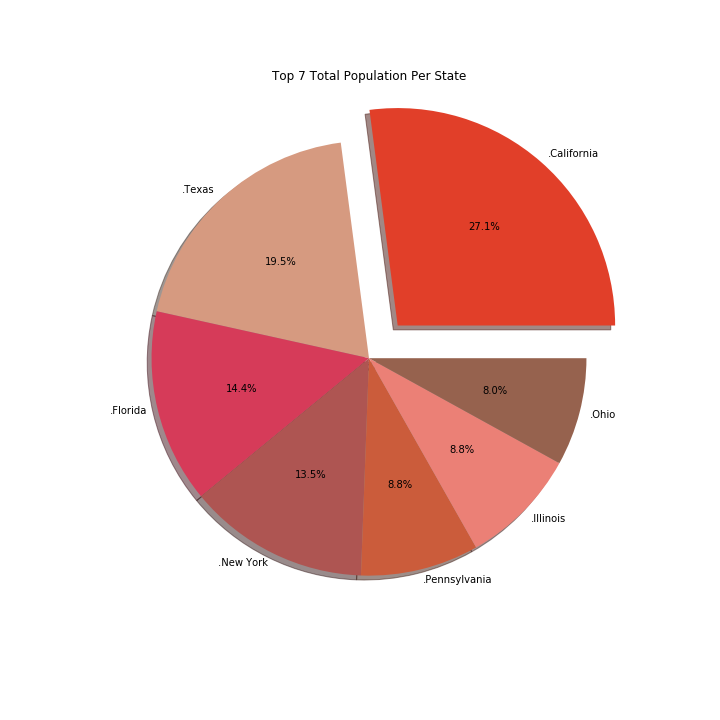 Top 7 Total Population Per State
.California
27.1%
.Texas
19.5%
.Florida
14.4%
.New York
13.5%
.Pennsylvania
8.8%
.Illinois
8.8%
.Ohio
8.0%